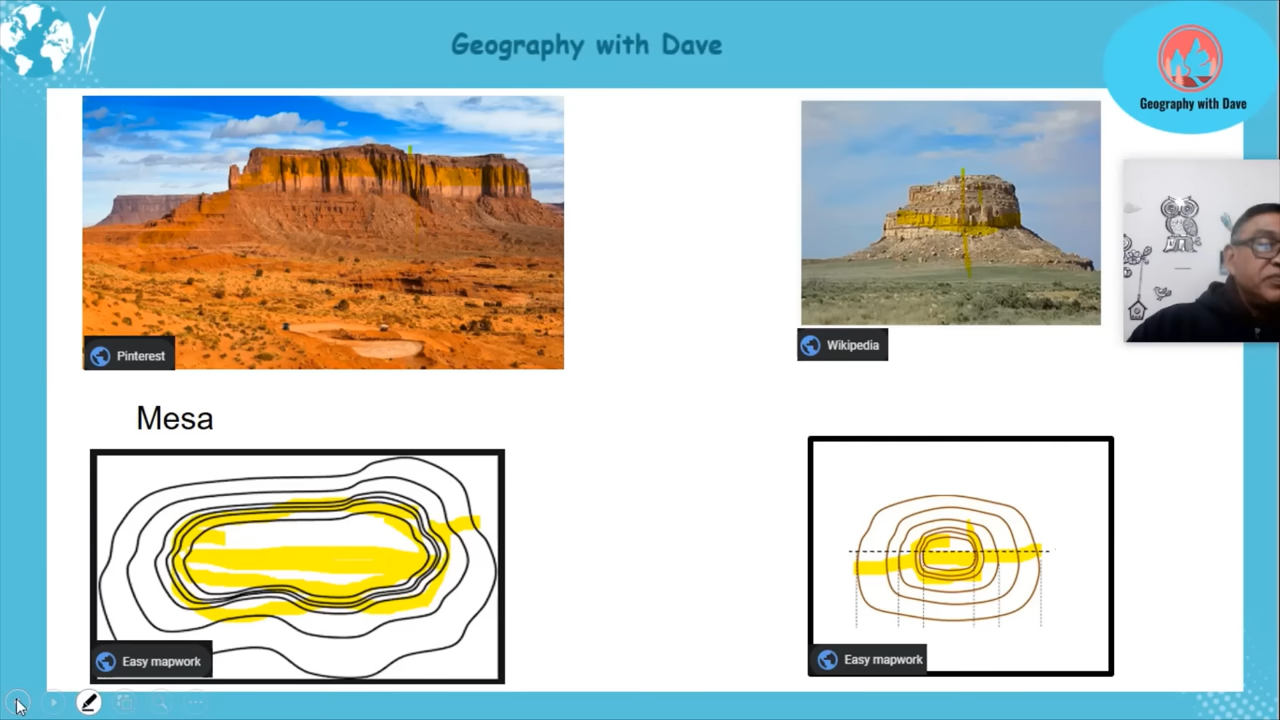 Geography with Dave
Geography with Dave
Pinterest
Wikipedia
Mesa
Easy mapwork
Easy mapwork